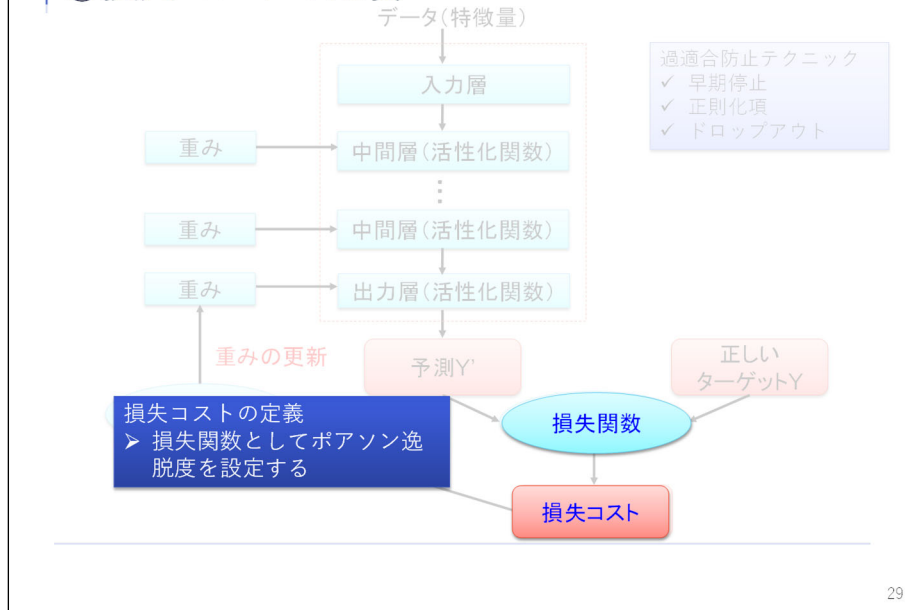 データ(特徴量)
過適合防止テクニック
✓ 早期停止
✓ 正則化項
✓ ドロップアウト
入力層
重み
中間層(活性化関数)
⋮
重み
中間層(活性化関数)
重み
出力層(活性化関数)
重みの更新
予測Y'
正しい
ターゲットY
損失コストの定義
➢ 損失関数としてポアソン逸
脱度を設定する
損失関数
損失コスト
29